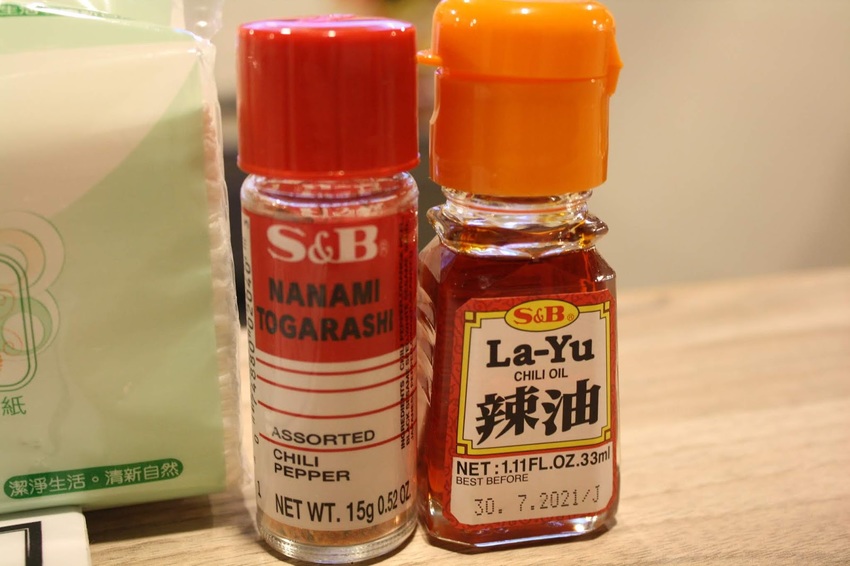 紙
潔淨生活。清新自然
S&B®
NANAMI
TOGARASHI
ASSORTED
CHILI
PEPPER
NET WT. 15g 0.52 OZ
S&B®
La-Yu
CHILI OIL
辣油
NET:1.11FL.OZ.33ml
BEST BEFORE
30. 7.2021/J